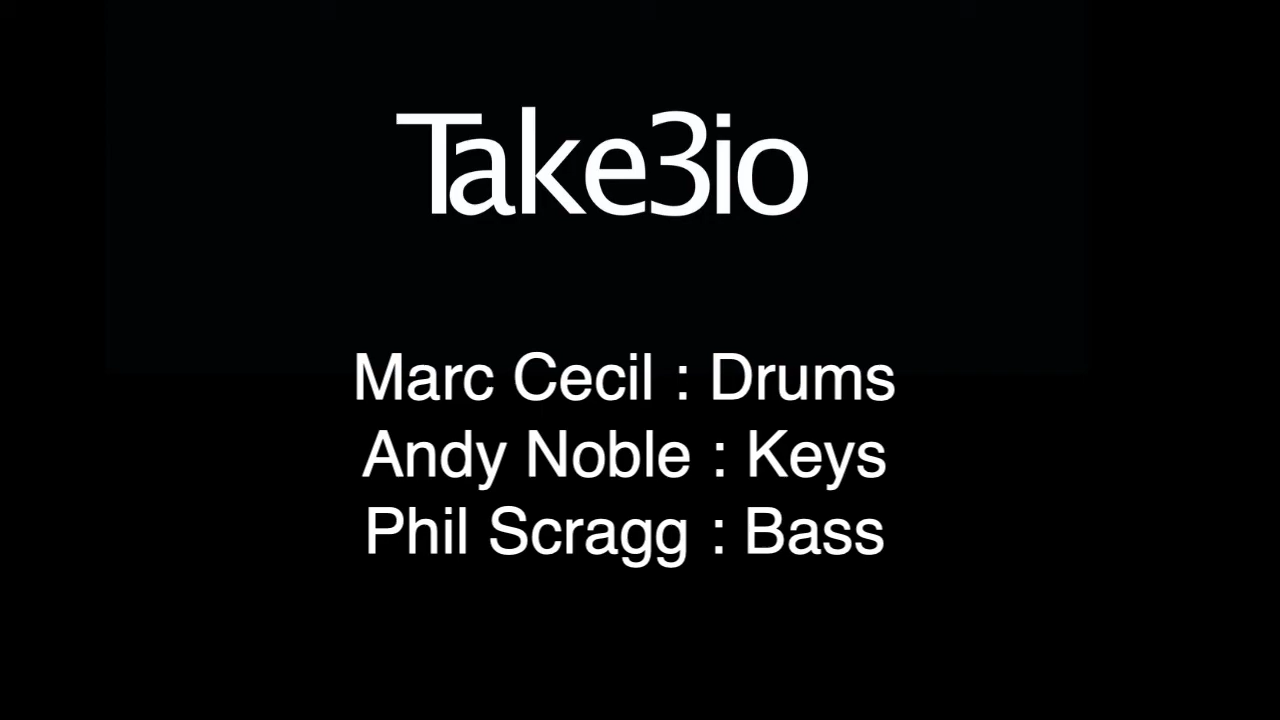 Take3io
Marc Cecil : Drums
Andy Noble : Keys
Phil Scragg : Bass